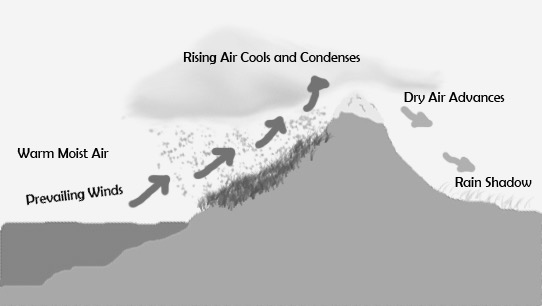 Rising Air Cools and Condenses
Dry Air Advances
Warm Moist Air
Prevailing Winds
Rain Shadow